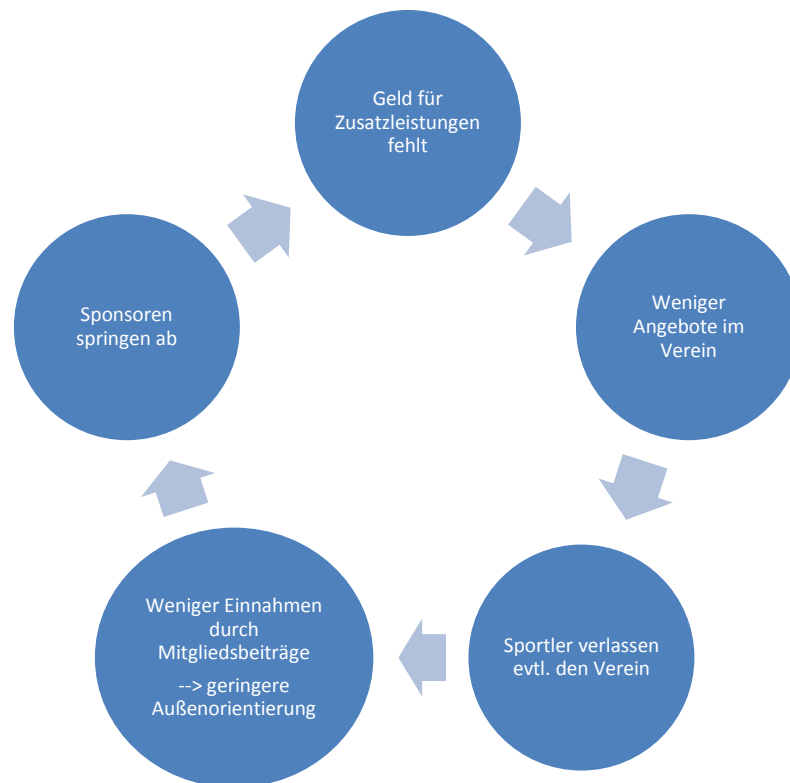 Geld für
Zusatzleistungen
fehlt
Weniger
Angebote im
Verein
Sportler verlassen
evtl. den Verein
Weniger Einnahmen
durch
Mitgliedsbeiträge
--> geringere
Außenorientierung
Sponsoren
springen ab